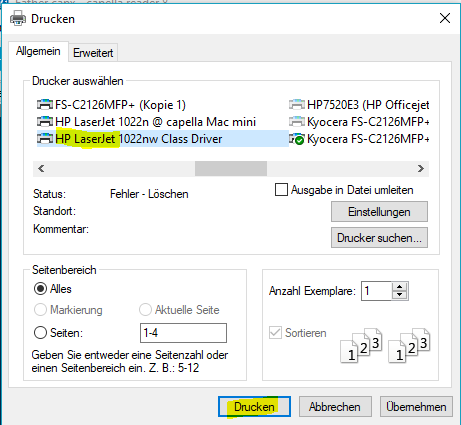 Drucken
Allgemein Erweitert
Drucker auswählen
FS-C2126MFP+ (Kopie 1) HP7520E3 (HP Officejet
HP LaserJet 1022n @ capella Mac mini Kyocera FS-C2126MFP+
HP LaserJet 1022nw Class Driver Kyocera FS-C2126MFP+
Status: Fehler - Löschen Ausgabe in Datei umleiten
Standort: Einstellungen
Kommentar:
Drucker suchen...
Seitenbereich
Alles Anzahl Exemplare: 1
Markierung Aktuelle Seite
Seiten: 1-4 Sortieren
1 2 3 1 2 3
Geben Sie entweder eine Seitenzahl oder
einen Seitenbereich ein. Z. B.: 5-12
Drucken Abbrechen Übernehmen